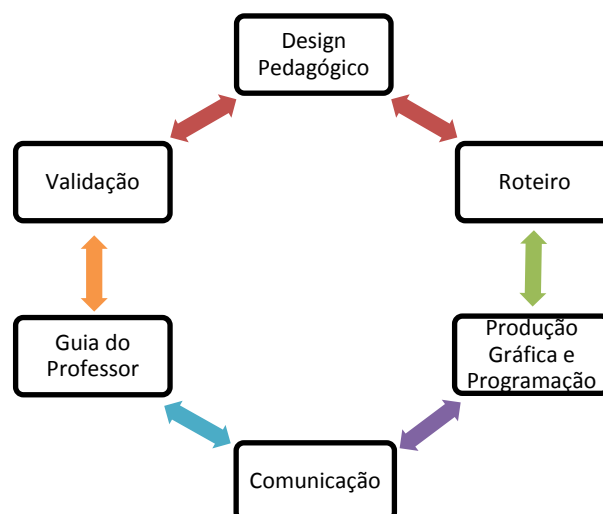 Design
Pedagógico
Validação
Roteiro
Guia do
Professor
Produção
Gráfica e
Programação
Comunicação